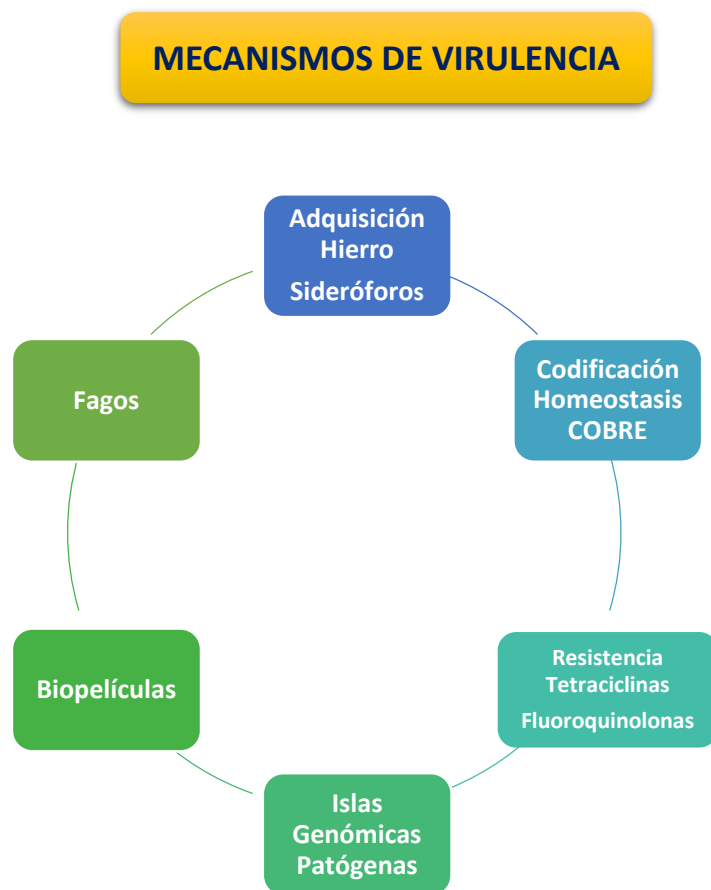 MECANISMOS DE VIRULENCIA
Adquisición
Hierro
Sideróforos
Codificación
Homeostasis
COBRE
Resistencia
Tetraciclinas
Fluoroquinolonas
Islas
Genómicas
Patógenas
Biopelículas
Fagos